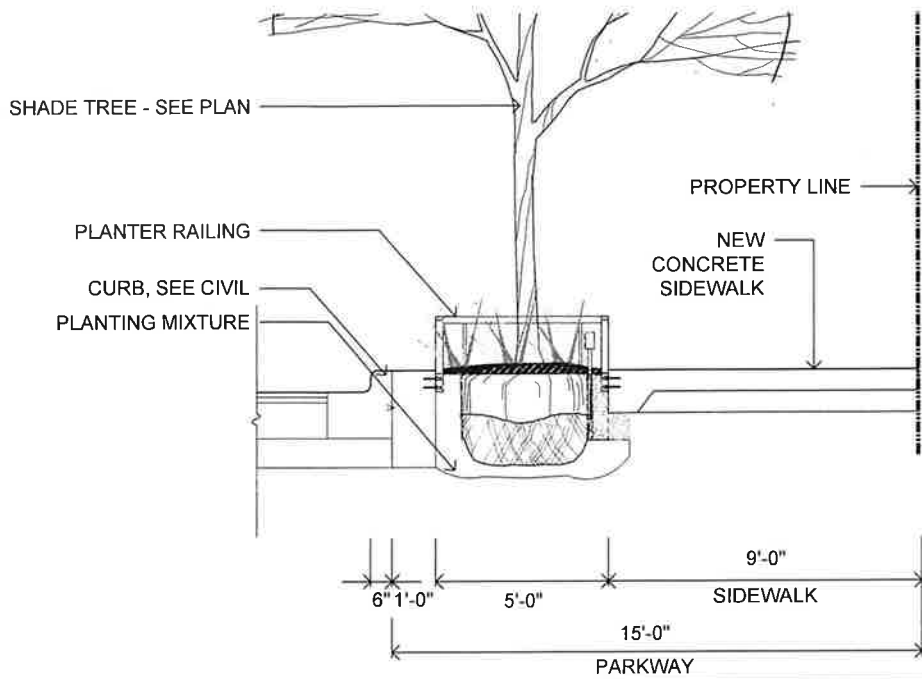 SHADE TREE - SEE PLAN
PROPERTY LINE
PLANTER RAILING
NEW
CONCRETE
SIDEWALK
CURB, SEE CIVIL
PLANTING MIXTURE
9'-0"
6" 1'-0" 5'-0" SIDEWALK
15'-0"
PARKWAY